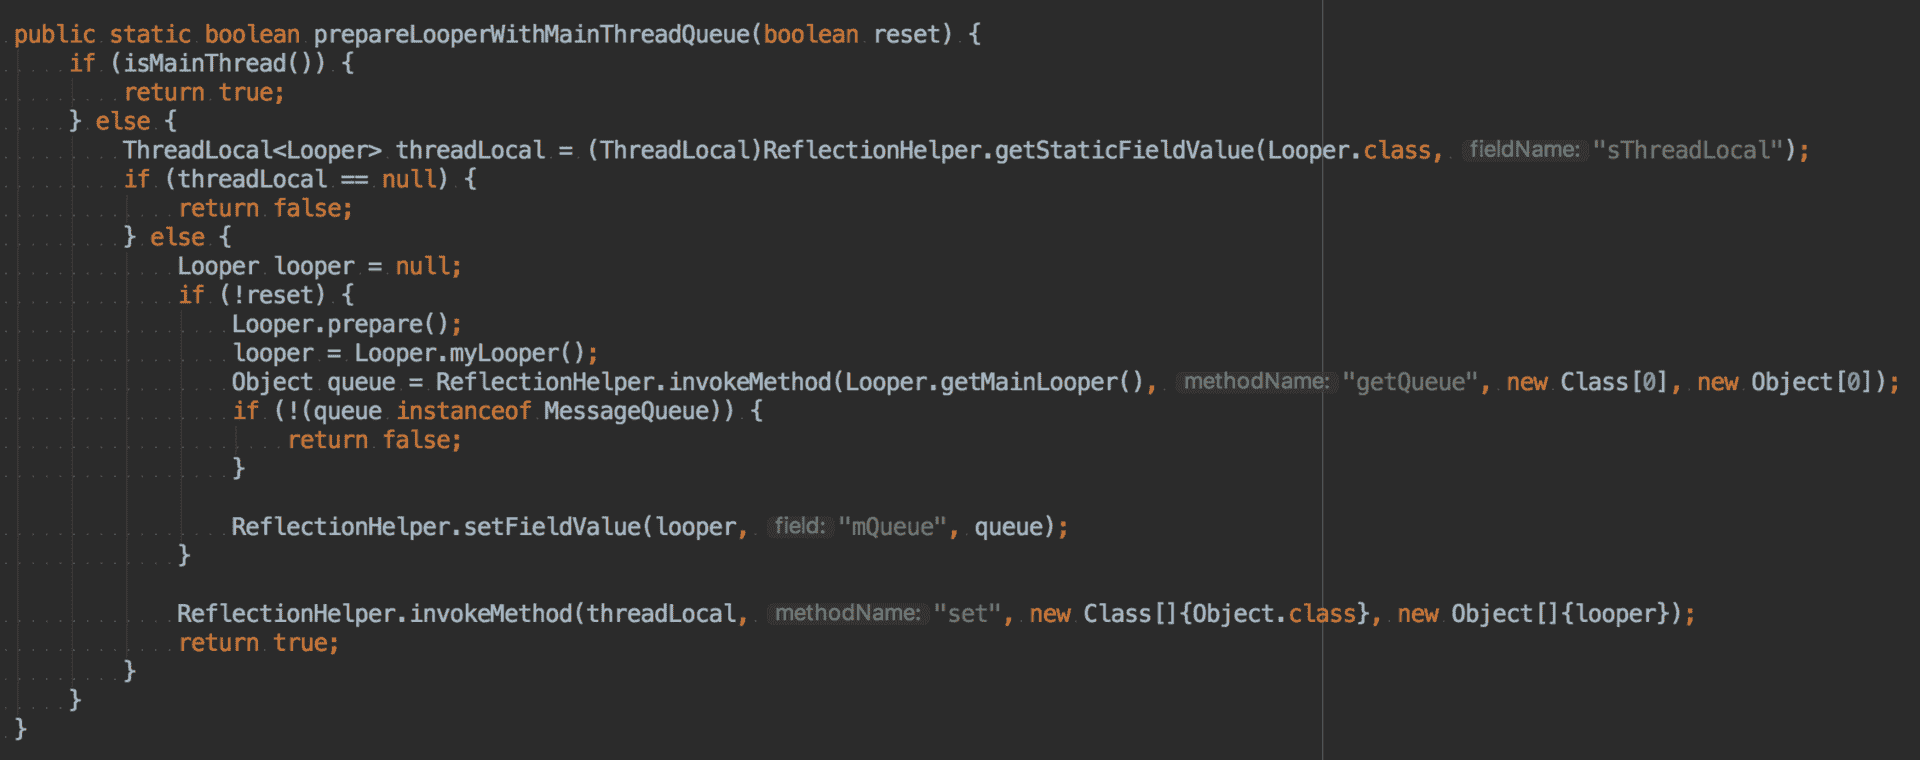 public static boolean prepareLooperWithMainThreadQueue(boolean reset) {
    if (isMainThread()) {
        return true;
    } else {
        ThreadLocal<Looper> threadLocal = (ThreadLocal)ReflectionHelper.getStaticFieldValue(Looper.class, fieldName: "sThreadLocal");
        if (threadLocal == null) {
            return false;
        } else {
            Looper looper = null;
            if (!reset) {
                Looper.prepare();
                looper = Looper.myLooper();
                Object queue = ReflectionHelper.invokeMethod(Looper.getMainLooper(), methodName: "getQueue", new Class[0], new Object[0]);
                if (!(queue instanceof MessageQueue)) {
                    return false;
                }

                ReflectionHelper.setFieldValue(looper, field: "mQueue", queue);
            }

            ReflectionHelper.invokeMethod(threadLocal, methodName: "set", new Class[]{Object.class}, new Object[]{looper});
            return true;
        }
    }
}